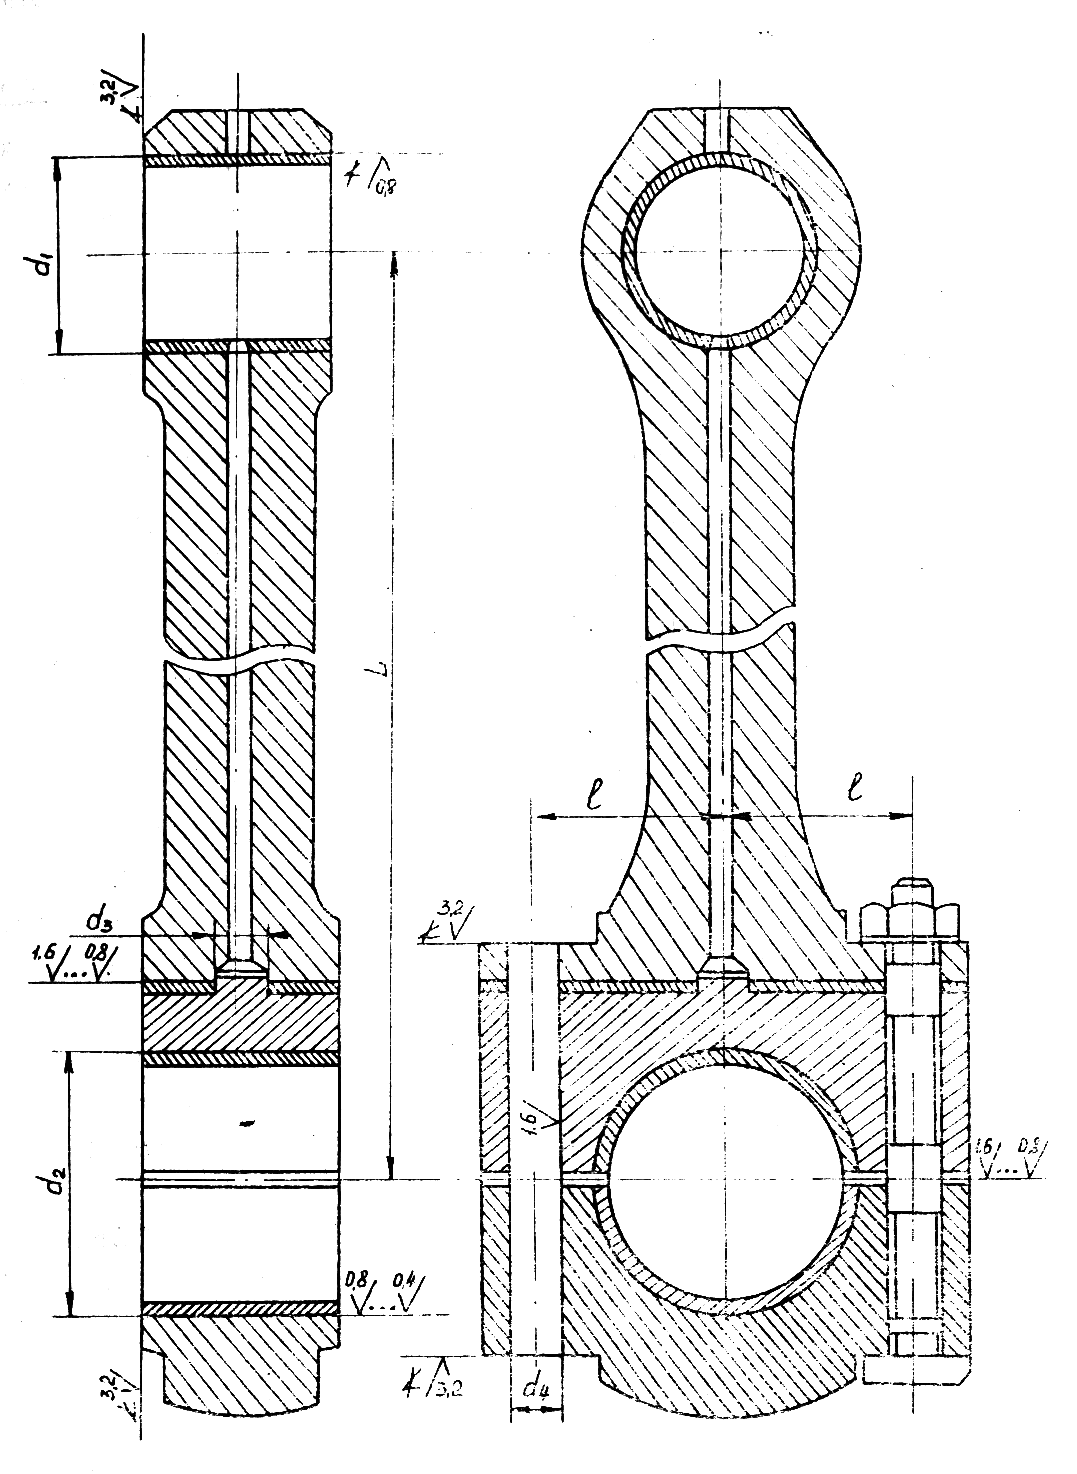 3,2
0,8
d₁
L
l
l
d₃
3,2
1,6 ... 0,8
1,6
d₂
1,6 ... 0,8
0,8 ... 0,4
3,2
3,2
d₄